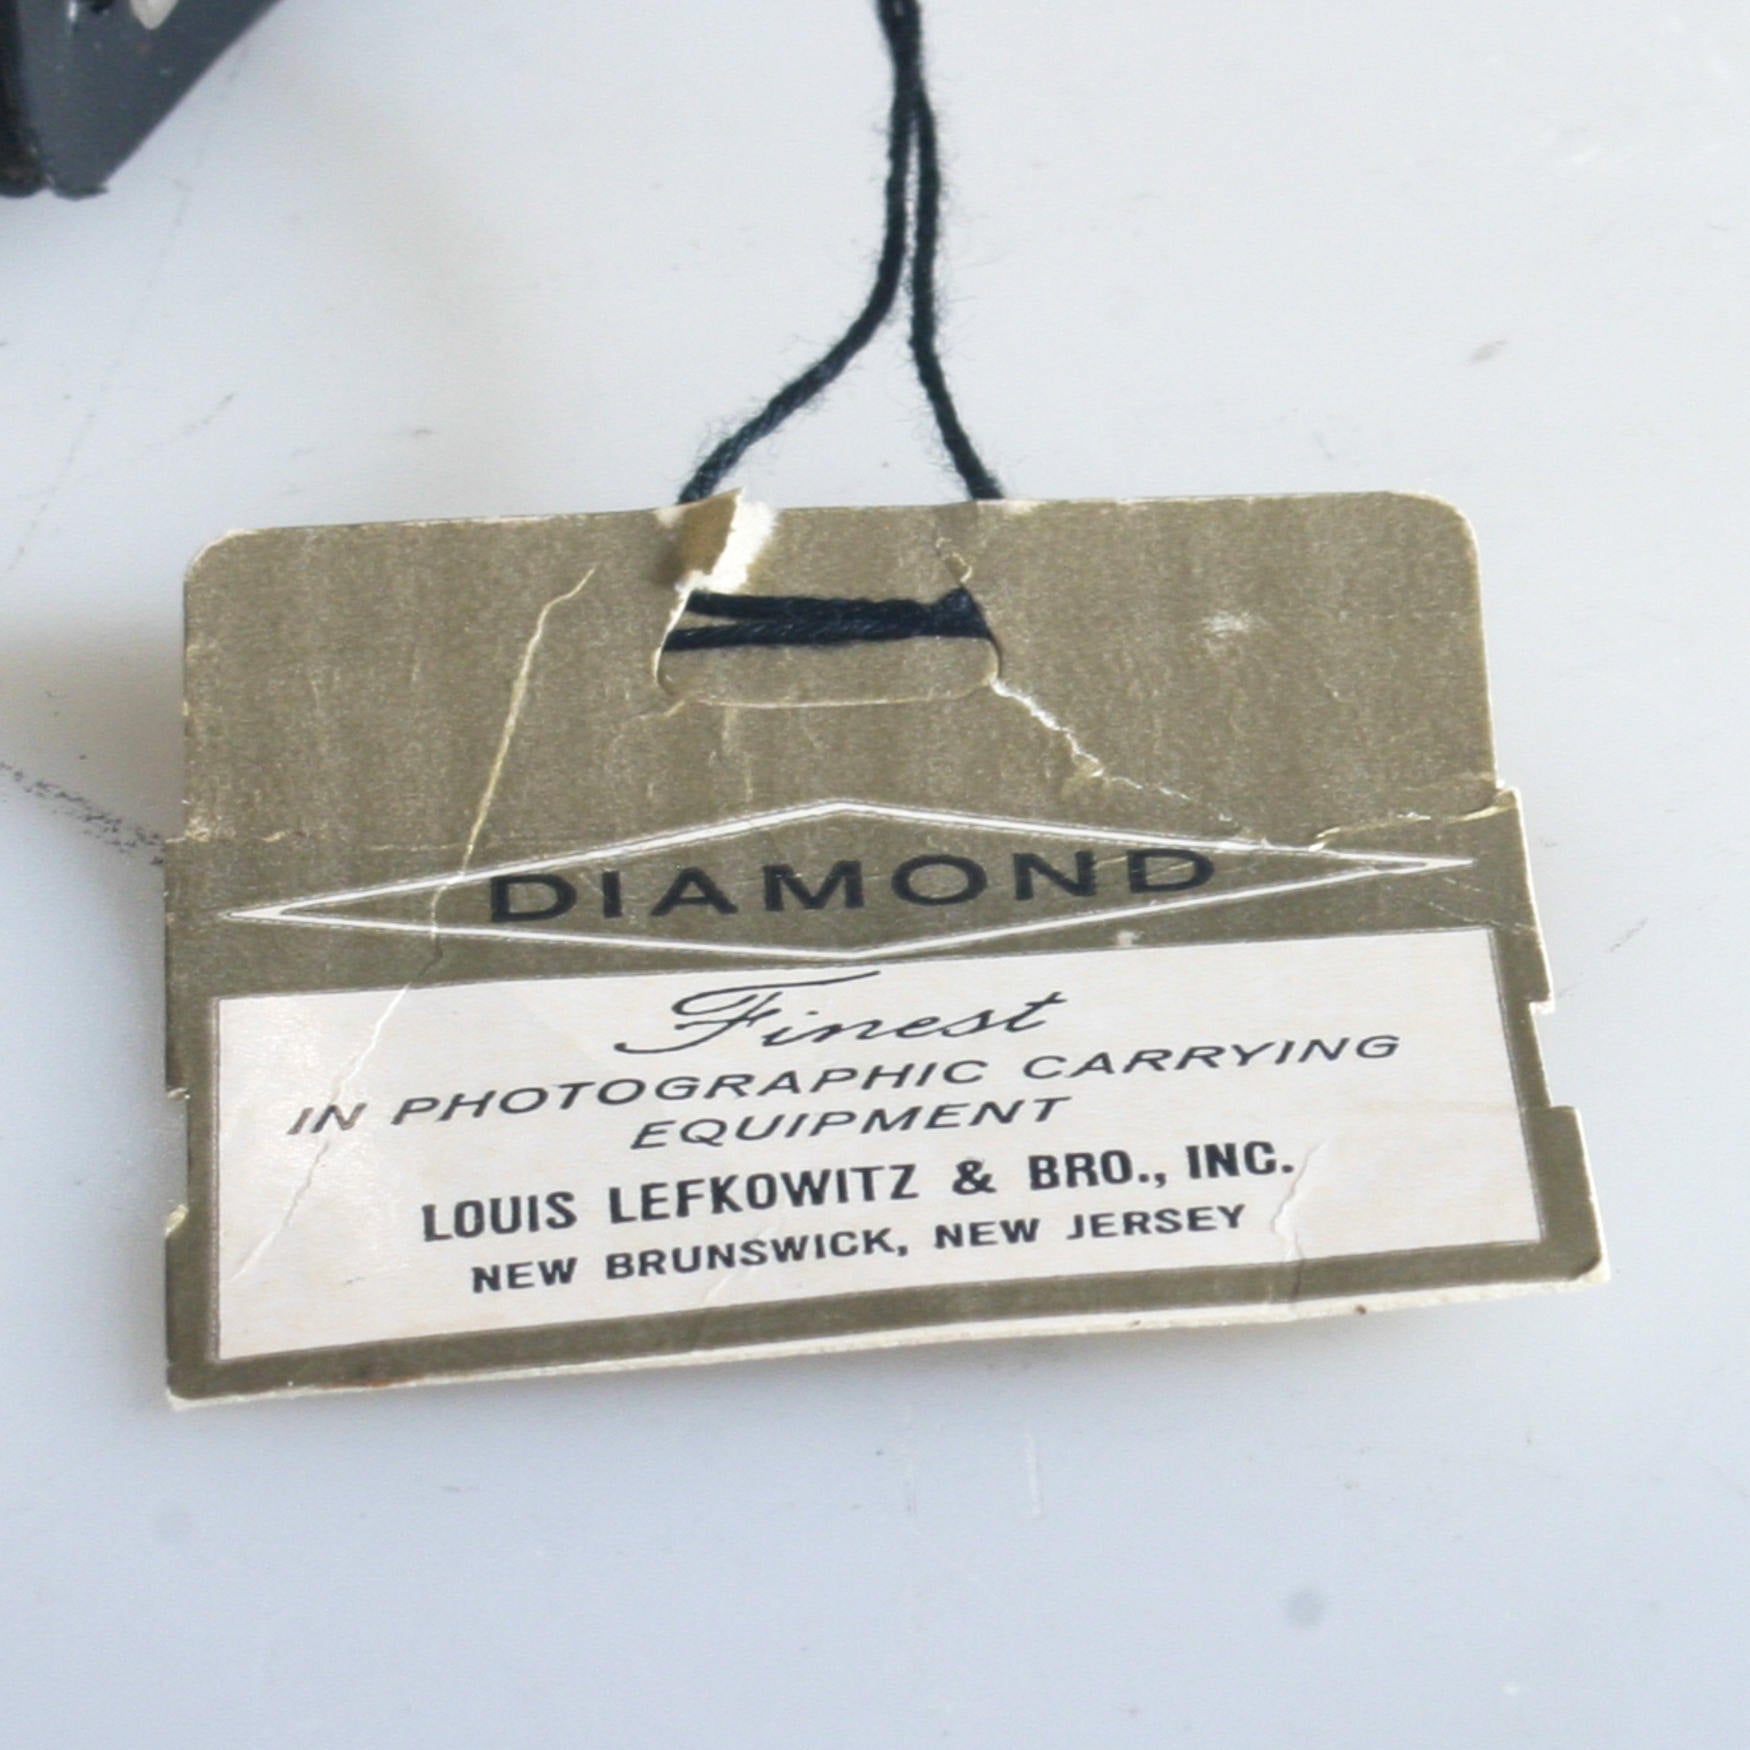 DIAMOND
Finest
IN PHOTOGRAPHIC CARRYING
EQUIPMENT
LOUIS LEFKOWITZ & BRO., INC.
NEW BRUNSWICK, NEW JERSEY